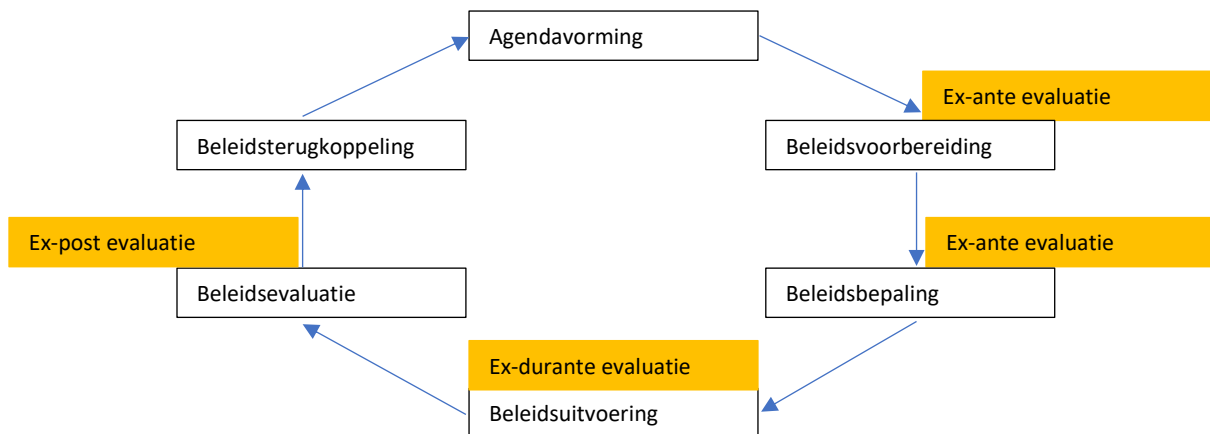 Agendavorming
Ex-ante evaluatie
Beleidsterugkoppeling
Beleidsvoorbereiding
Ex-post evaluatie
Ex-ante evaluatie
Beleidsevaluatie
Beleidsbepaling
Ex-durante evaluatie
Beleidsuitvoering